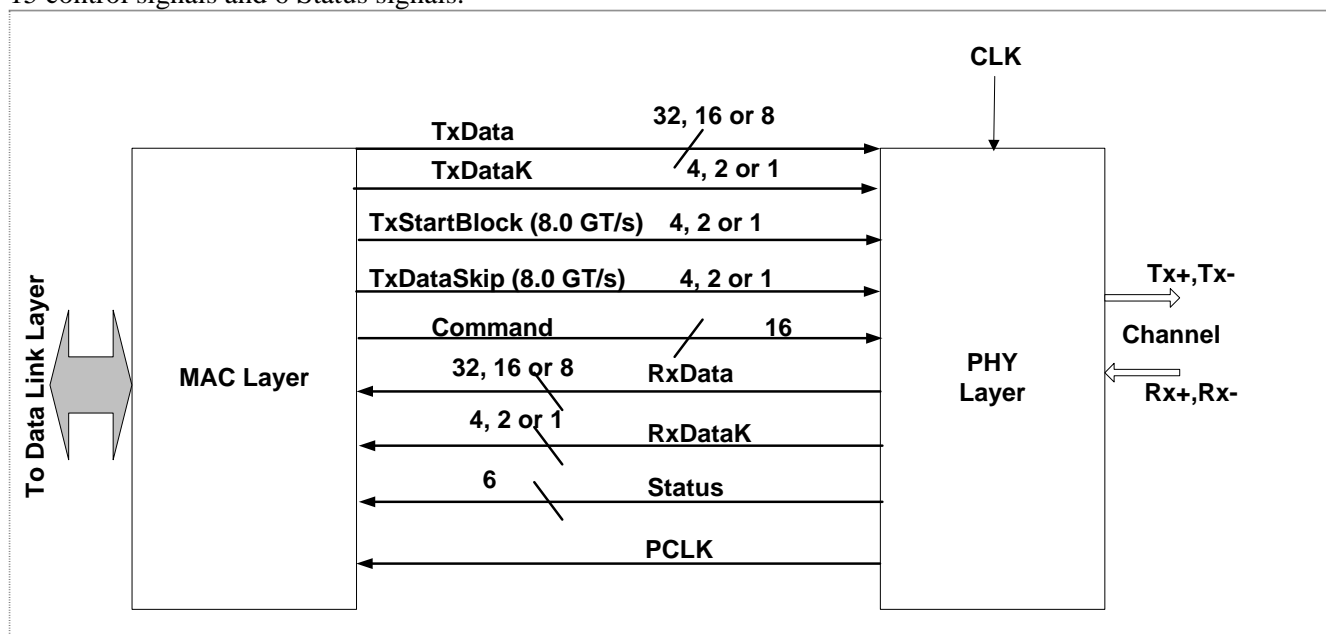 15 control signals and 6 Status signals.
CLK
TxData 32, 16 or 8
TxDataK 4, 2 or 1
TxStartBlock (8.0 GT/s) 4, 2 or 1
TxDataSkip (8.0 GT/s) 4, 2 or 1
Command 16
32, 16 or 8 RxData
4, 2 or 1 RxDataK
6 Status
PCLK
To Data Link Layer
MAC Layer
PHY
Layer
Tx+,Tx-
Channel
Rx+,Rx-